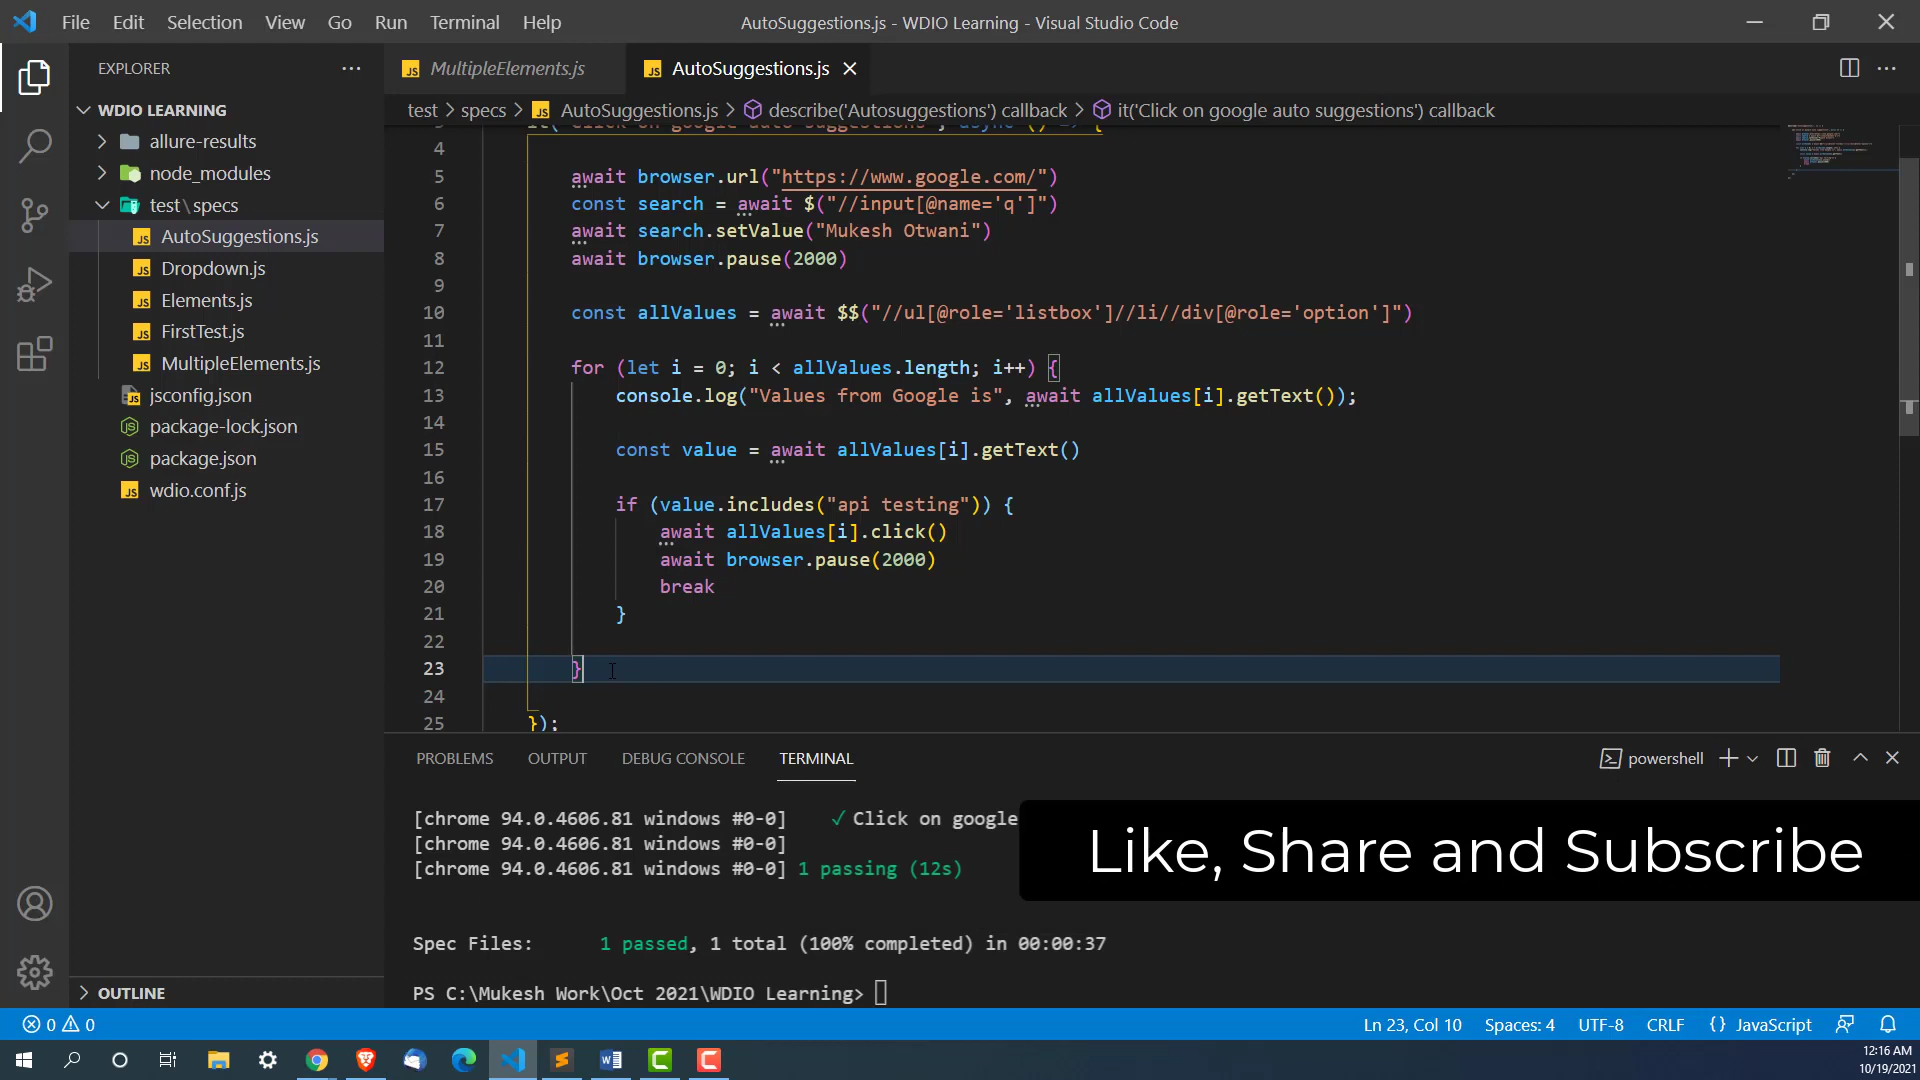 File Edit Selection View Go Run Terminal Help
AutoSuggestions.js - WDIO Learning - Visual Studio Code
EXPLORER
WDIO LEARNING
allure-results
node_modules
test\specs
AutoSuggestions.js
Dropdown.js
Elements.js
FirstTest.js
MultipleElements.js
jsconfig.json
package-lock.json
package.json
wdio.conf.js
OUTLINE
MultipleElements.js
AutoSuggestions.js
test > specs > AutoSuggestions.js > describe('Autosuggestions') callback > it('Click on google auto suggestions') callback
3 it('Click on google auto suggestions', async () => {
4
5 await browser.url("https://www.google.com/")
6 const search = await $("//input[@name='q']")
7 await search.setValue("Mukesh Otwani")
8 await browser.pause(2000)
9
10 const allValues = await $$("//ul[@role='listbox']//li//div[@role='option']")
11
12 for (let i = 0; i < allValues.length; i++) {
13 console.log("Values from Google is", await allValues[i].getText());
14
15 const value = await allValues[i].getText()
16
17 if (value.includes("api testing")) {
18 await allValues[i].click()
19 await browser.pause(2000)
20 break
21 }
22
23 }
24
25 });
PROBLEMS OUTPUT DEBUG CONSOLE TERMINAL
powershell
[chrome 94.0.4606.81 windows #0-0] ✓ Click on google
[chrome 94.0.4606.81 windows #0-0]
[chrome 94.0.4606.81 windows #0-0] 1 passing (12s)
Like, Share and Subscribe
Spec Files: 1 passed, 1 total (100% completed) in 00:00:37
PS C:\Mukesh Work\Oct 2021\WDIO Learning>
0 0
Ln 23, Col 10 Spaces: 4 UTF-8 CRLF {} JavaScript
12:16 AM
10/19/2021